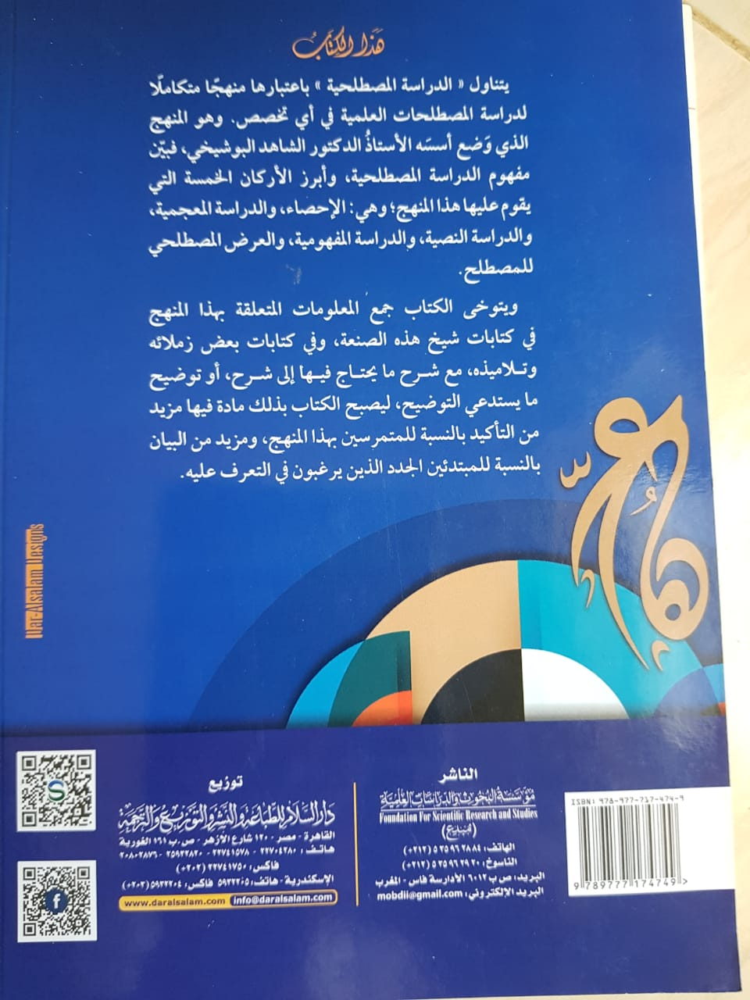 هذا الكتاب
يتناول « الدراسة المصطلحية » باعتبارها منهجًا متكاملًا
لدراسة المصطلحات العلمية في أي تخصص. وهو المنهج
الذي وَضع أسسَه الأستاذُ الدكتور الشاهد البوشيخي، فبيّن
مفهوم الدراسة المصطلحية، وأبرز الأركان الخمسة التي
يقوم عليها هذا المنهج؛ وهي: الإحصاء، والدراسة المعجمية،
والدراسة النصية، والدراسة المفهومية، والعرض المصطلحي
للمصطلح.
ويتوخى الكتاب جمع المعلومات المتعلقة بهذا المنهج
في كتابات شيخ هذه الصنعة، وفي كتابات بعض زملائه
وتلاميذه، مع شرح ما يحتاج فيها إلى شرح، أو توضيح
ما يستدعي التوضيح، ليصبح الكتاب بذلك مادة فيها مزيد
من التأكيد بالنسبة للمتمرسين بهذا المنهج، ومزيد من البيان
بالنسبة للمبتدئين الجدد الذين يرغبون في التعرف عليه.
Dar-Alsalam Designs
الناشر
مؤسسة البحوث والدراسات العلمية
Foundation For Scientific Research and Studies
(مبدع)
الهاتف: ٢٨٨٤ ٩٦ ٥٣٥ (٢١٢+)
الناسوخ: ٢٩٢٠ ٩٦ ٥٣٥ (٢١٢+)
البريد، ص ب ٦٠١٢ الأدارسة فاس - المغرب
البريد الإلكتروني: mobdii@gmail.com
توزيع
دار السلام للطباعة والنشر والتوزيع والترجمة
القاهرة - مصر - ١٢٠ شارع الأزهر - ص ب ١٦١ الغورية
هاتف: ٢٢٧٠٤٢٨٠ - ٢٢٧٤١٥٧٨ - ٢٥٩٣٢٨٢٠ - ٢٠٨٠٢٨٧٦
فاكس: ٢٢٧٤١٧٥٠ (٢٠٢+)
الإسكندرية - هاتف: ٥٩٣٢٢٠٥ فاكس: ٥٩٣٢٢٠٤ (٢٠٣+)
www.daralsalam.com info@daralsalam.com
ISBN: 978-977-717-474-9
9 789777 174749 >